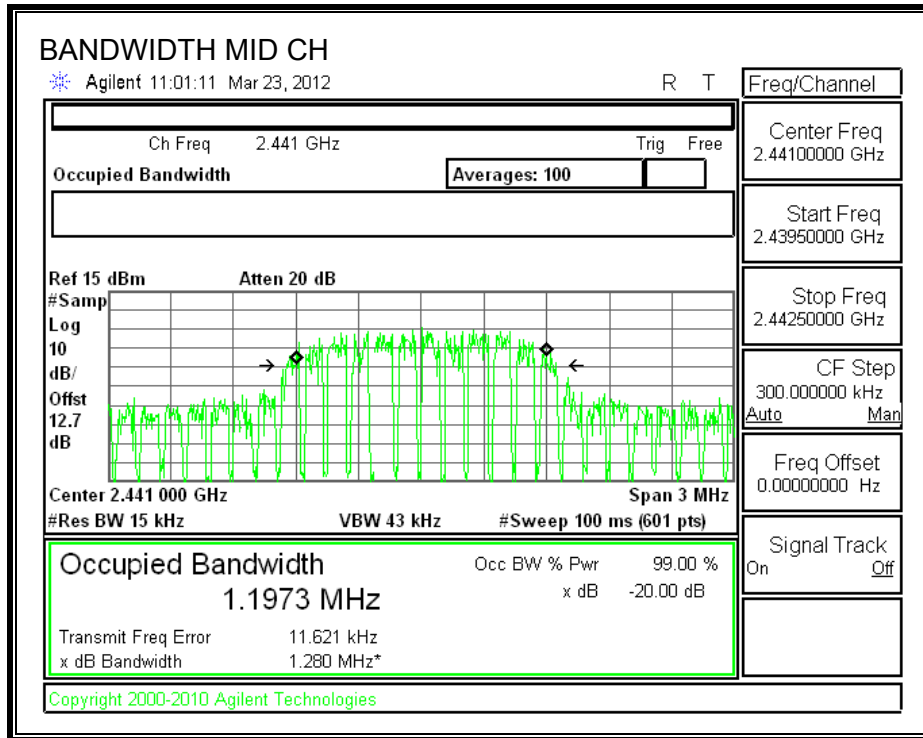 BANDWIDTH MID CH
Agilent 11:01:11 Mar 23, 2012 R T
Freq/Channel
Ch Freq 2.441 GHz Trig Free
Occupied Bandwidth Averages: 100
Ref 15 dBm Atten 20 dB
#Samp
Log
10
dB/
Offst
12.7
dB
Center 2.441 000 GHz Span 3 MHz
#Res BW 15 kHz VBW 43 kHz #Sweep 100 ms (601 pts)
Occupied Bandwidth Occ BW % Pwr 99.00 %
1.1973 MHz x dB -20.00 dB
Transmit Freq Error 11.621 kHz
x dB Bandwidth 1.280 MHz*
Copyright 2000-2010 Agilent Technologies
Center Freq
2.44100000 GHz
Start Freq
2.43950000 GHz
Stop Freq
2.44250000 GHz
CF Step
300.000000 kHz
Auto Man
Freq Offset
0.00000000 Hz
Signal Track
On Off